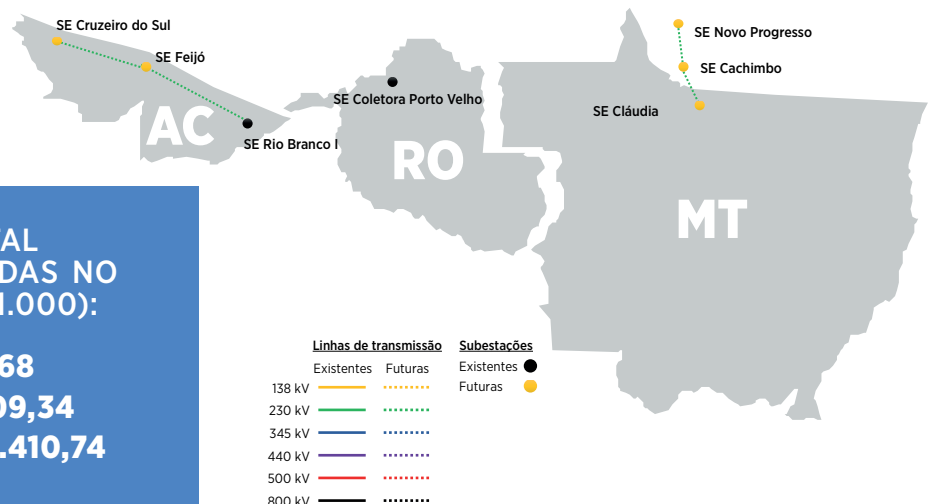 SE Cruzeiro do Sul
SE Feijó
AC
SE Rio Branco I
SE Coletora Porto Velho
RO
SE Novo Progresso
SE Cachimbo
SE Cláudia
MT
DAS NO
1.000):
68
09,34
.410,74
Linhas de transmissão
Existentes Futuras
138 kV
230 kV
345 kV
440 kV
500 kV
800 kV
Subestações
Existentes
Futuras